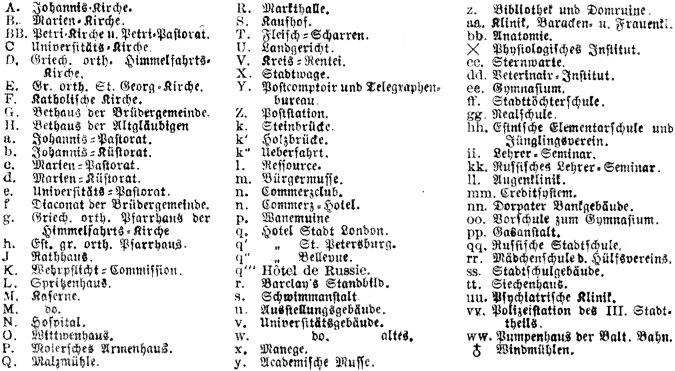 A. Johannis-Kirche.
B. Marien-Kirche.
BB. Petri-Kirche u. Petri-Pastorat.
C Universitäts-Kirche.
D. Griech. orth. Himmelfahrts-
Kirche.
E. Gr. orth. St. Georg-Kirche.
F. Katholische Kirche.
G. Bethaus der Brüdergemeinde.
H. Bethaus der Altgläubigen
a. Johannis-Pastorat.
b. Johannis-Küstorat.
c. Marien-Pastorat.
d. Marien-Küstorat.
e. Universitäts-Pastorat.
f Diaconat der Brüdergemeinde.
g. Griech. orth. Pfarrhaus der
Himmelfahrts-Kirche
h. Est. gr. orth. Pfarrhaus.
J Rathhaus.
K. Wehrpflicht-Commission.
L. Spritzenhaus.
M. Kaserne.
M. do.
N. Hospital.
O. Wittwenhaus.
P. Moiersches Armenhaus.
Q. Malzmühle.
R. Markthalle.
S. Kaufhof.
T. Fleisch-Scharren.
U. Landgericht.
V. Kreis-Rentei.
X. Stadtwage.
Y. Postcomptoir und Telegraphen-
bureau.
Z. Poststation.
k. Steinbrücke.
k' Holzbrücke.
k" Ueberfahrt.
l. Ressource.
m. Bürgermusse.
n. Commerzclub.
n. Commerz-Hotel.
p. Wanemuine
q. Hotel Stadt London.
q' „ St. Petersburg.
q" „ Bellevue.
q''' Hôtel de Russie.
r. Barclay's Standbild.
s. Schwimmanstalt
u. Ausstellungsgebäude.
v. Universitätsgebäude.
w. do. altes.
x. Manege.
y. Academische Musse.
z. Bibliothek und Domruine.
aa. Klinik, Baracken- u. Frauenkl.
bb. Anatomie.
X Physiologisches Institut.
cc. Sternwarte.
dd. Veterinair-Institut.
ee. Gymnasium.
ff. Stadttöchterschule.
gg. Realschule.
hh. Estnische Elementarschule und
Jünglingsverein.
ii. Lehrer-Seminar.
kk. Russisches Lehrer-Seminar.
ll. Augenklinik.
mm. Creditsystem.
nn. Dorpater Bankgebäude.
oo. Vorschule zum Gymnasium.
pp. Gasanstalt.
qq. Russische Stadtschule.
rr. Mädchenschule d. Hülfsvereins.
ss. Stadtschulgebäude.
tt. Siechenhaus.
uu. Psychiatrische Klinik.
vv. Polizeistation des III. Stadt-
theils.
ww. Pumpenhaus der Balt. Bahn.
♁ Windmühlen.